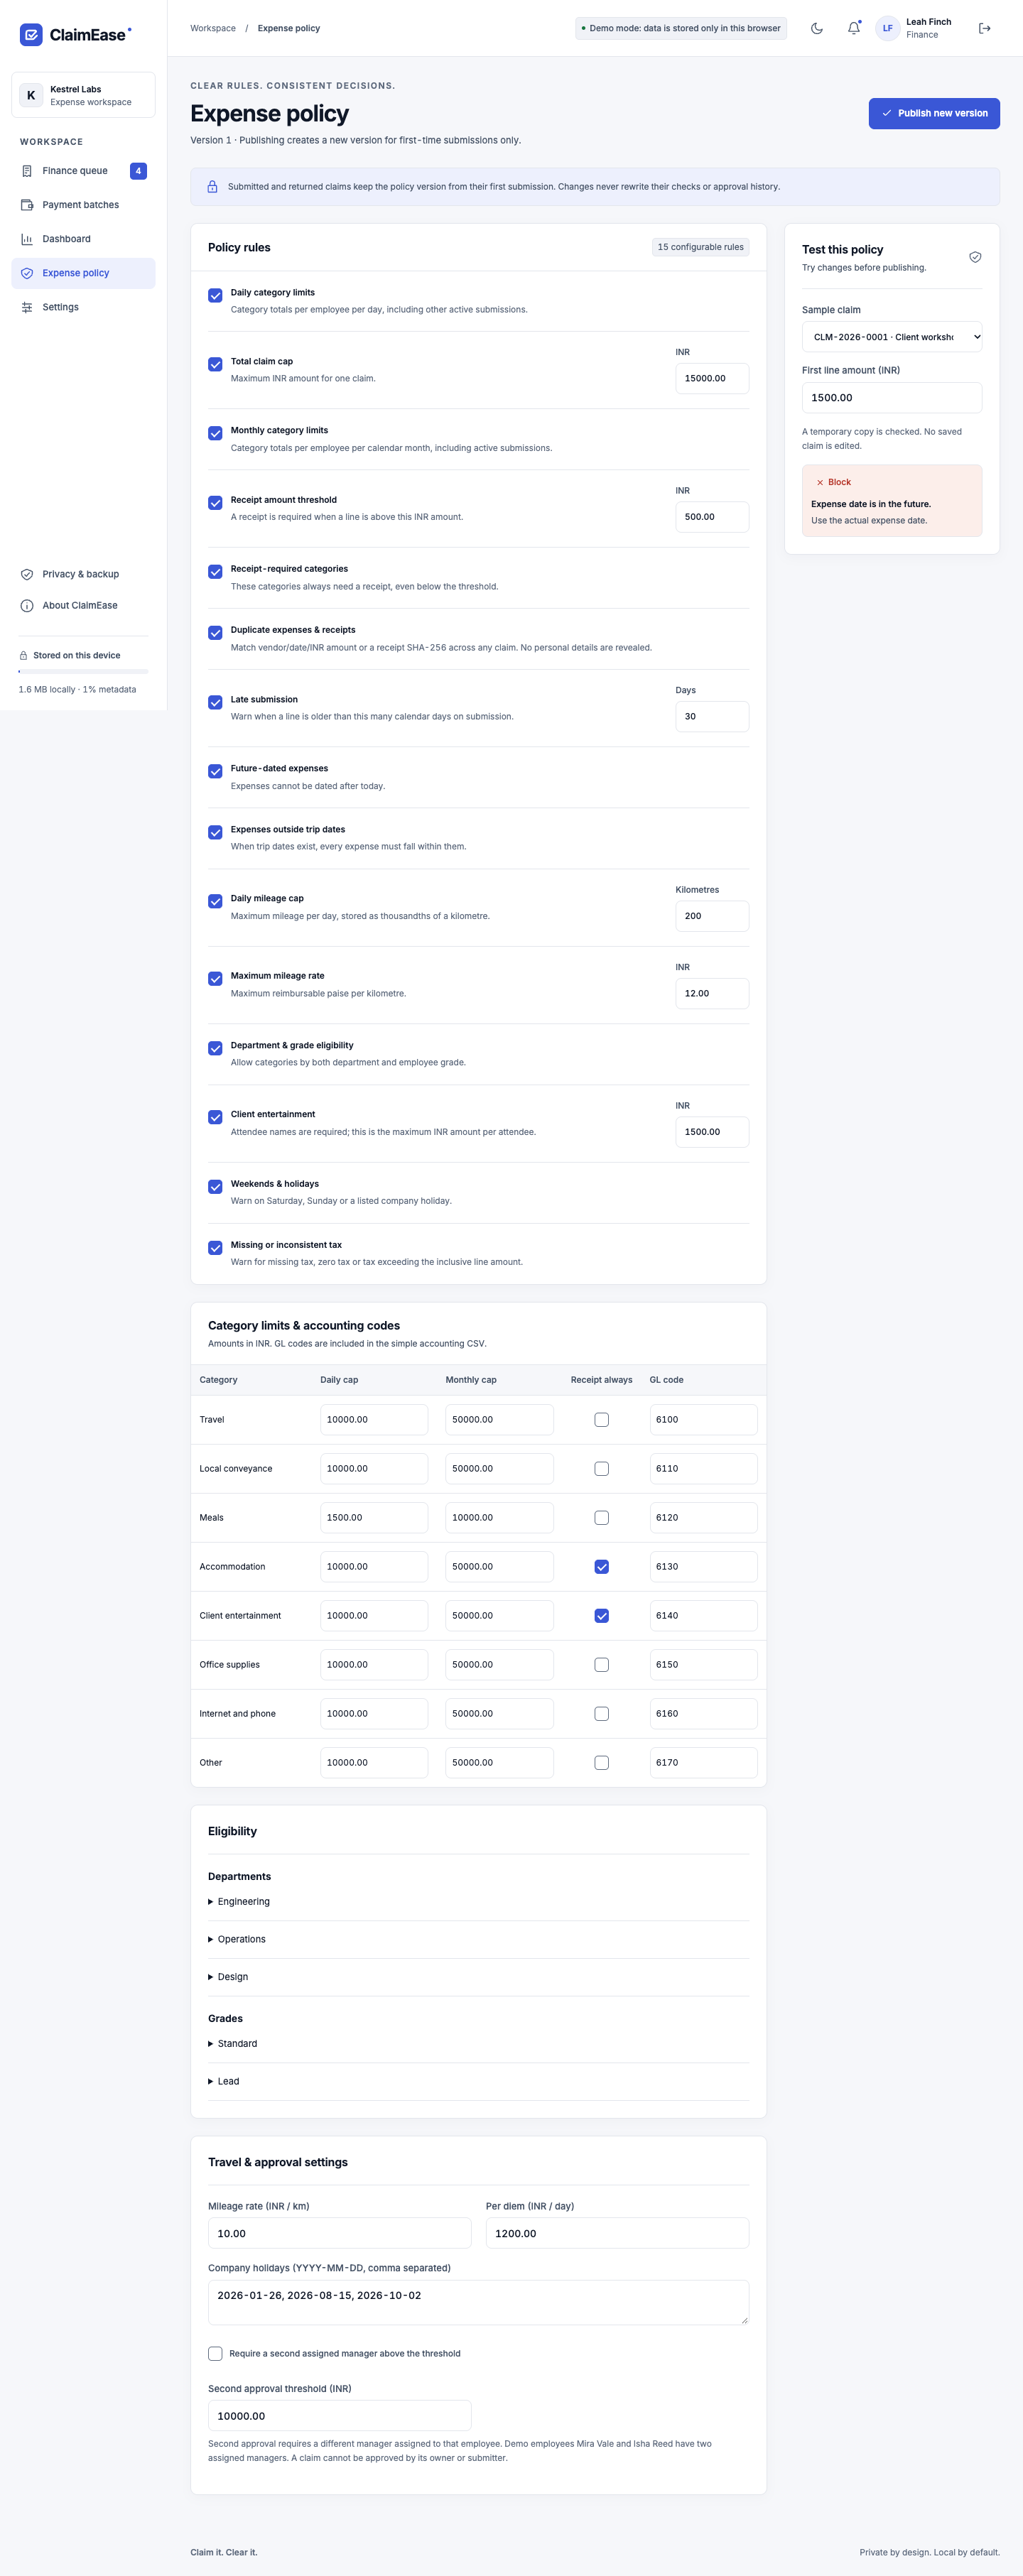 ClaimEase
K
Kestrel Labs
Expense workspace
WORKSPACE
Finance queue 4
Payment batches
Dashboard
Expense policy
Settings
Privacy & backup
About ClaimEase
Stored on this device
1.6 MB locally · 1% metadata
Workspace / Expense policy
Demo mode: data is stored only in this browser
LF
Leah Finch
Finance
CLEAR RULES. CONSISTENT DECISIONS.
Expense policy
Version 1 · Publishing creates a new version for first-time submissions only.
Publish new version
Submitted and returned claims keep the policy version from their first submission. Changes never rewrite their checks or approval history.
Policy rules
15 configurable rules
Daily category limits
Category totals per employee per day, including other active submissions.
Total claim cap
Maximum INR amount for one claim.
INR
15000.00
Monthly category limits
Category totals per employee per calendar month, including active submissions.
Receipt amount threshold
A receipt is required when a line is above this INR amount.
INR
500.00
Receipt-required categories
These categories always need a receipt, even below the threshold.
Duplicate expenses & receipts
Match vendor/date/INR amount or a receipt SHA-256 across any claim. No personal details are revealed.
Late submission
Warn when a line is older than this many calendar days on submission.
Days
30
Future-dated expenses
Expenses cannot be dated after today.
Expenses outside trip dates
When trip dates exist, every expense must fall within them.
Daily mileage cap
Maximum mileage per day, stored as thousandths of a kilometre.
Kilometres
200
Maximum mileage rate
Maximum reimbursable paise per kilometre.
INR
12.00
Department & grade eligibility
Allow categories by both department and employee grade.
Client entertainment
Attendee names are required; this is the maximum INR amount per attendee.
INR
1500.00
Weekends & holidays
Warn on Saturday, Sunday or a listed company holiday.
Missing or inconsistent tax
Warn for missing tax, zero tax or tax exceeding the inclusive line amount.
Test this policy
Try changes before publishing.
Sample claim
CLM-2026-0001 · Client worksho
First line amount (INR)
1500.00
A temporary copy is checked. No saved
claim is edited.
Block
Expense date is in the future.
Use the actual expense date.
Category limits & accounting codes
Amounts in INR. GL codes are included in the simple accounting CSV.
Category Daily cap Monthly cap Receipt always GL code
Travel 10000.00 50000.00 6100
Local conveyance 10000.00 50000.00 6110
Meals 1500.00 10000.00 6120
Accommodation 10000.00 50000.00 6130
Client entertainment 10000.00 50000.00 6140
Office supplies 10000.00 50000.00 6150
Internet and phone 10000.00 50000.00 6160
Other 10000.00 50000.00 6170
Eligibility
Departments
Engineering
Operations
Design
Grades
Standard
Lead
Travel & approval settings
Mileage rate (INR / km)
10.00
Per diem (INR / day)
1200.00
Company holidays (YYYY-MM-DD, comma separated)
2026-01-26, 2026-08-15, 2026-10-02
Require a second assigned manager above the threshold
Second approval threshold (INR)
10000.00
Second approval requires a different manager assigned to that employee. Demo employees Mira Vale and Isha Reed have two
assigned managers. A claim cannot be approved by its owner or submitter.
Claim it. Clear it.
Private by design. Local by default.